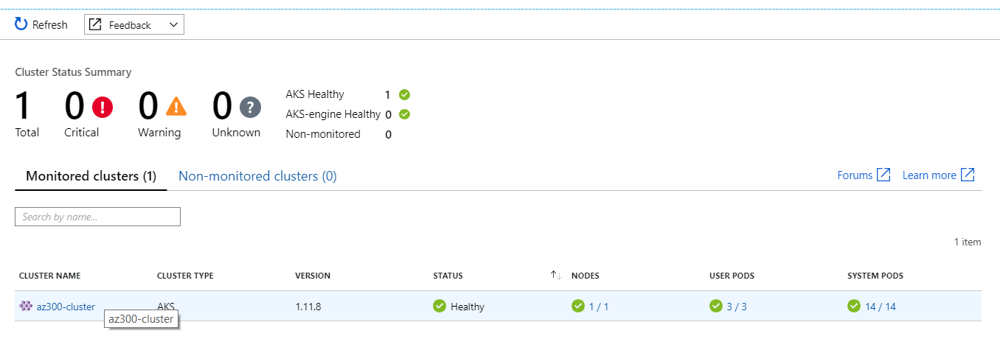 Refresh Feedback
Cluster Status Summary
1 0 0 0
Total Critical Warning Unknown
AKS Healthy 1
AKS-engine Healthy 0
Non-monitored 0
Monitored clusters (1) Non-monitored clusters (0) Forums Learn more
Search by name...
1 item
CLUSTER NAME CLUSTER TYPE VERSION STATUS NODES USER PODS SYSTEM PODS
az300-cluster AKS 1.11.8 Healthy 1 / 1 3 / 3 14 / 14
az300-cluster